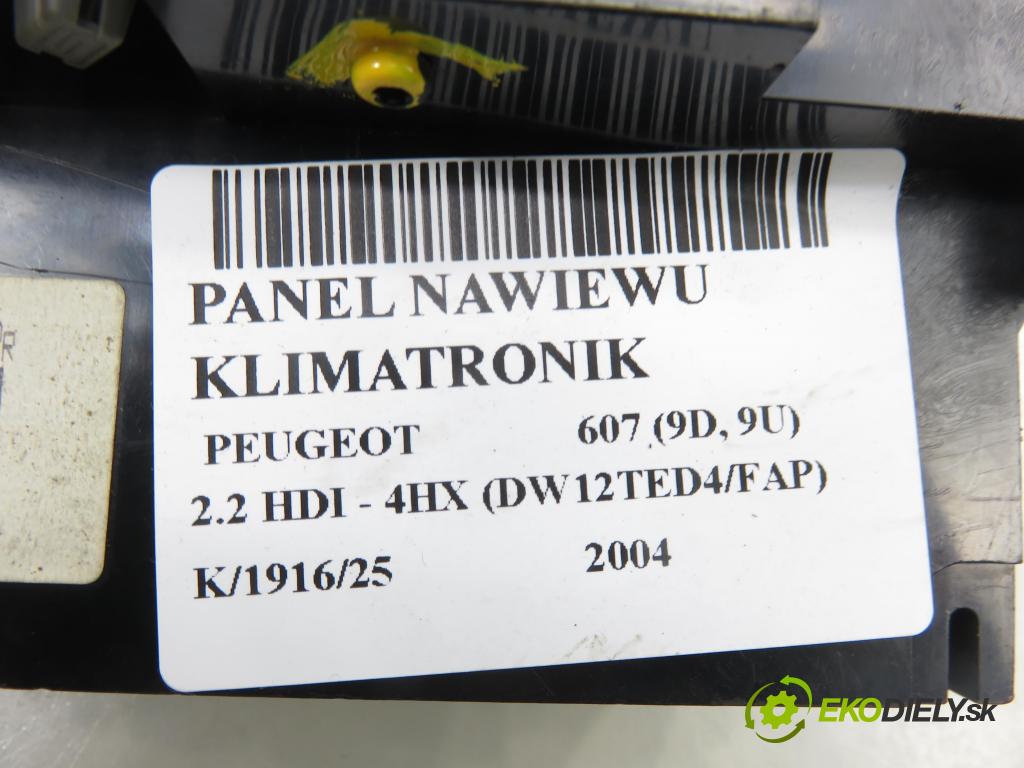 PANEL NAWIEWU
KLIMATRONIK
PEUGEOT 607 (9D, 9U)
2.2 HDI - 4HX (DW12TED4/FAP)
K/1916/25 2004
R
EKODIELY.sk